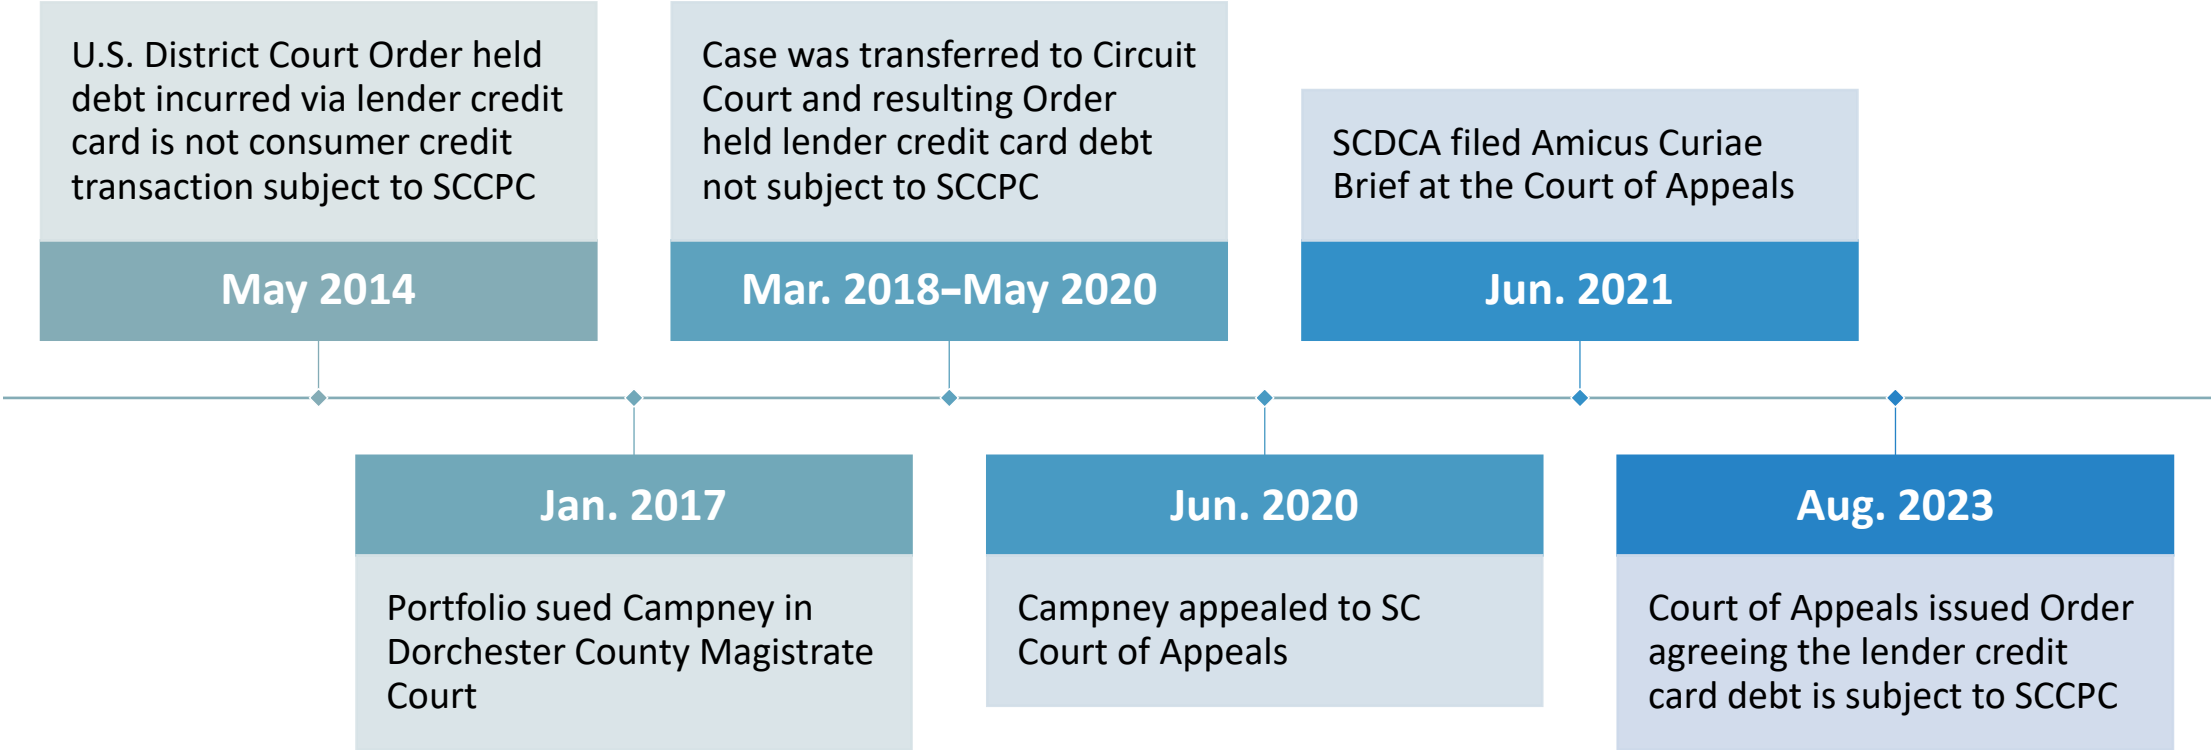 U.S. District Court Order held
debt incurred via lender credit
card is not consumer credit
transaction subject to SCCPC
May 2014
Jan. 2017
Portfolio sued Campney in
Dorchester County Magistrate
Court
Case was transferred to Circuit
Court and resulting Order
held lender credit card debt
not subject to SCCPC
Mar. 2018–May 2020
Jun. 2020
Campney appealed to SC
Court of Appeals
SCDCA filed Amicus Curiae
Brief at the Court of Appeals
Jun. 2021
Aug. 2023
Court of Appeals issued Order
agreeing the lender credit
card debt is subject to SCCPC